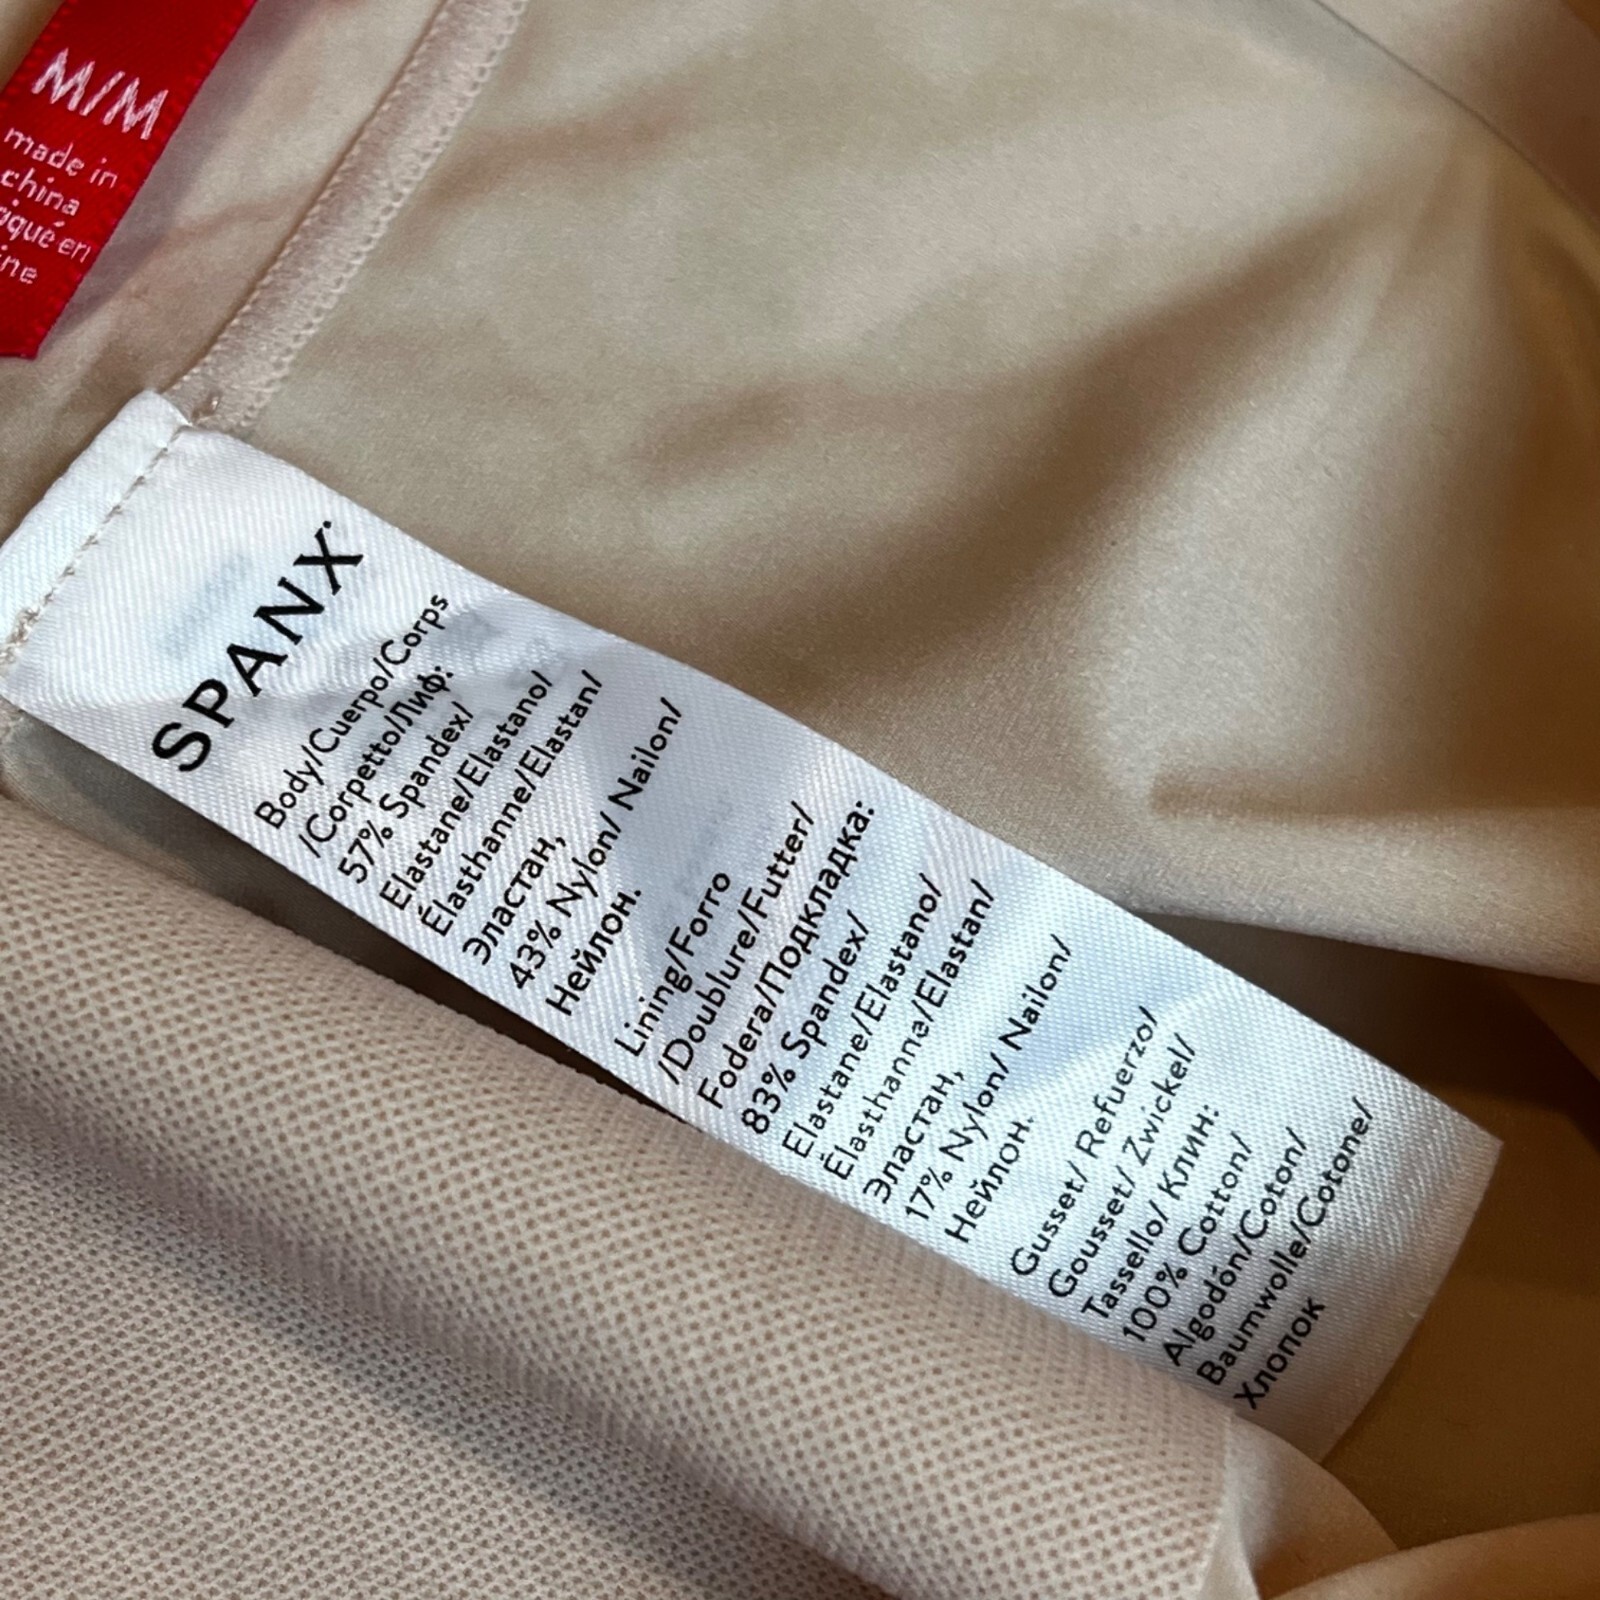 M/M
made in
china
en
SPANX
Body/Cuerpo/Corps
/Corpetto/Лиф:
57% Spandex/
Elastane/Elastano/
Élasthanne/Elastan/
Эластан,
43% Nylon/ Nailon/
Нейлон.
Lining/Forro
/Doublure/Futter/
Fodera/Подкладка:
83% Spandex/
Elastane/Elastano/
Élasthanne/Elastan/
Эластан,
17% Nylon/ Nailon/
Нейлон.
Gusset/ Refuerzo/
Gousset/ Zwickel/
Tassello/ Клин:
100% Cotton/
Algodón/Coton/
Baumwolle/Cotone/
Хлопок